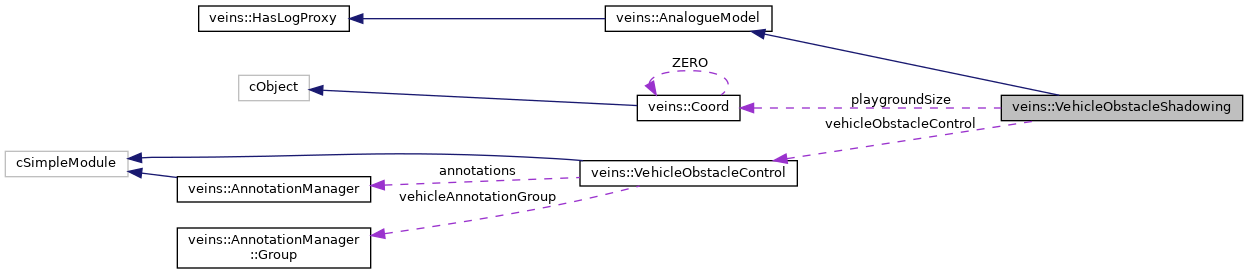 veins::HasLogProxy
veins::AnalogueModel
ZERO
cObject
veins::Coord
playgroundSize
veins::VehicleObstacleShadowing
vehicleObstacleControl
cSimpleModule
annotations
veins::VehicleObstacleControl
veins::AnnotationManager
vehicleAnnotationGroup
veins::AnnotationManager
::Group